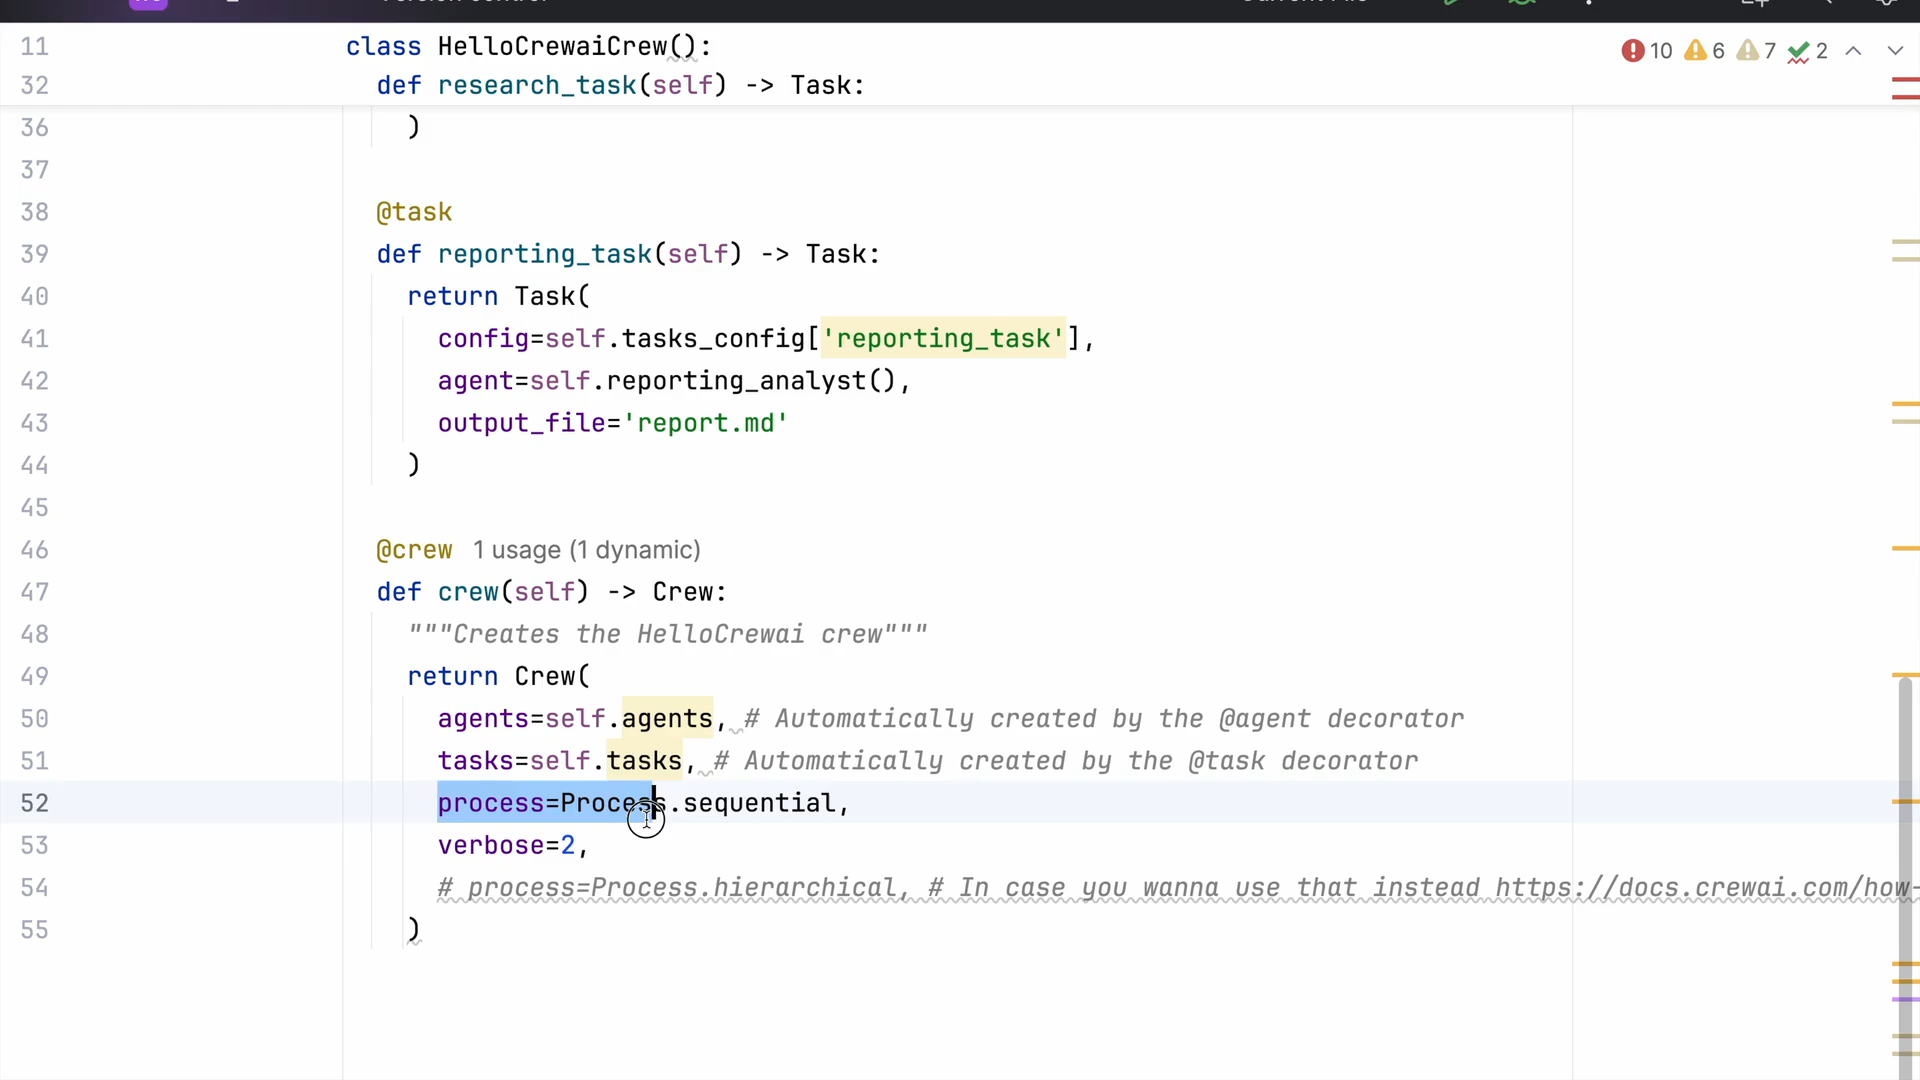 11 class HelloCrewaiCrew():
10 6 7 2
32 def research_task(self) -> Task:
36 )
37
38 @task
39 def reporting_task(self) -> Task:
40 return Task(
41 config=self.tasks_config['reporting_task'],
42 agent=self.reporting_analyst(),
43 output_file='report.md'
44 )
45
46 @crew 1 usage (1 dynamic)
47 def crew(self) -> Crew:
48 """Creates the HelloCrewai crew"""
49 return Crew(
50 agents=self.agents, # Automatically created by the @agent decorator
51 tasks=self.tasks, # Automatically created by the @task decorator
52 process=Process.sequential,
53 verbose=2,
54 # process=Process.hierarchical, # In case you wanna use that instead https://docs.crewai.com/how-
55 )